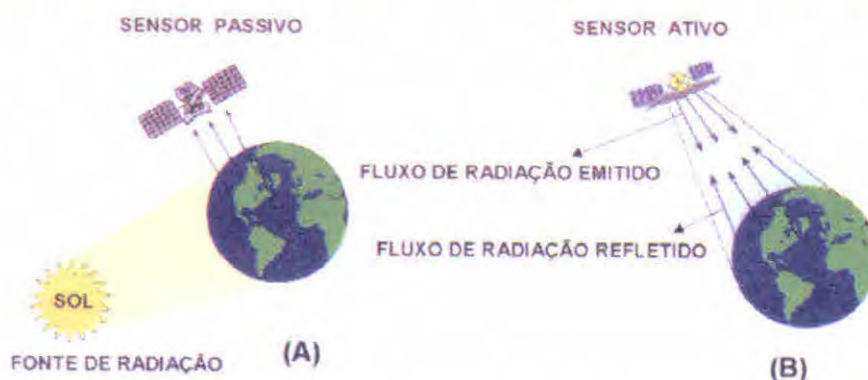 SENSOR PASSIVO
SENSOR ATIVO
FLUXO DE RADIAÇÃO EMITIDO
FLUXO DE RADIAÇÃO REFLETIDO
SOL
FONTE DE RADIAÇÃO
(A)
(B)